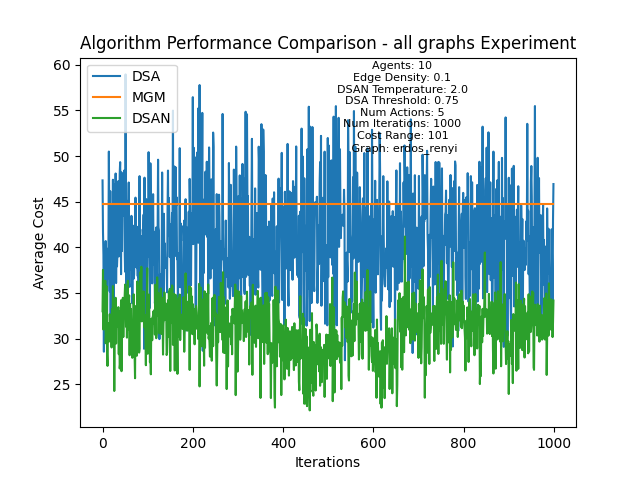 Algorithm Performance Comparison - all graphs Experiment
60
55
50
45
40
35
30
25
Average Cost
DSA
MGM
DSAN
Agents: 10
Edge Density: 0.1
DSAN Temperature: 2.0
DSA Threshold: 0.75
Num Actions: 5
Num Iterations: 1000
Cost Range: 101
Graph: erdos_renyi
0
200
400
600
800
1000
Iterations